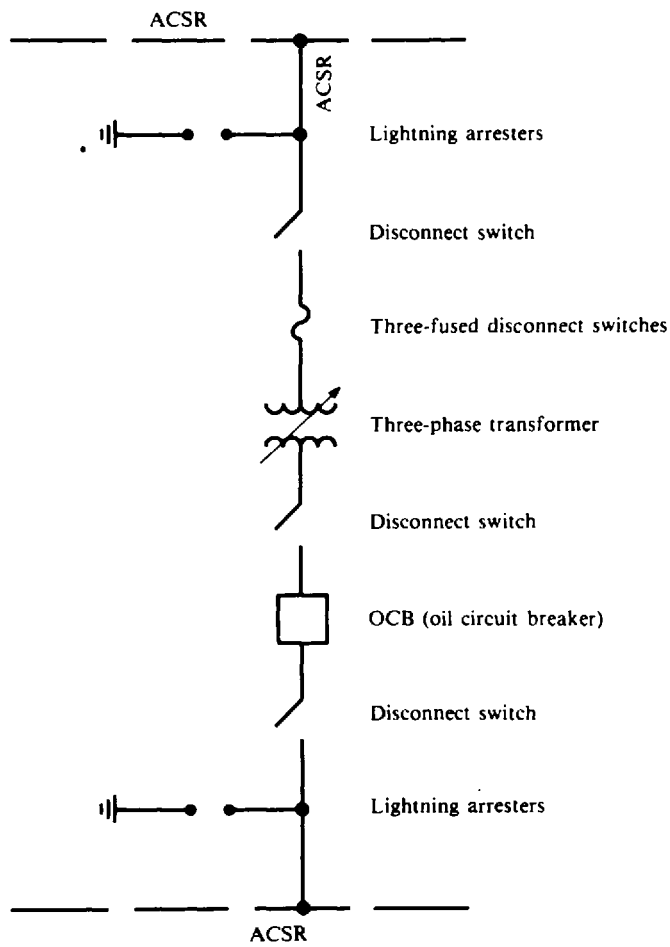 ACSR
ACSR
Lightning arresters
Disconnect switch
Three-fused disconnect switches
Three-phase transformer
Disconnect switch
OCB (oil circuit breaker)
Disconnect switch
Lightning arresters
ACSR